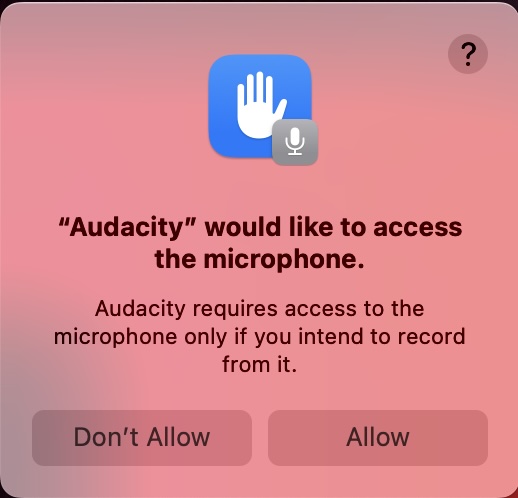 ?
“Audacity” would like to access
the microphone.
Audacity requires access to the
microphone only if you intend to record
from it.
Don’t Allow
Allow